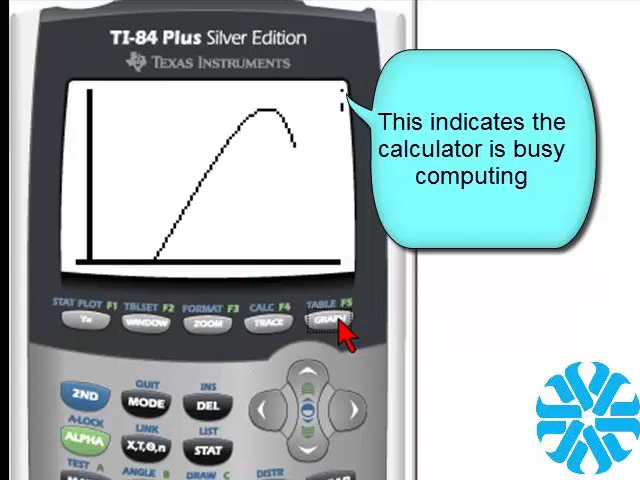 TI-84 Plus Silver Edition
TEXAS INSTRUMENTS
This indicates the
calculator is busy
computing
STAT PLOT F1 TBLSET F2 FORMAT F3 CALC F4 TABLE F5
Y= WINDOW ZOOM TRACE GRAPH
QUIT INS
2ND MODE DEL
A-LOCK LINK LIST
ALPHA X,T,Θ,n STAT
TEST A ANGLE B DRAW C DISTR